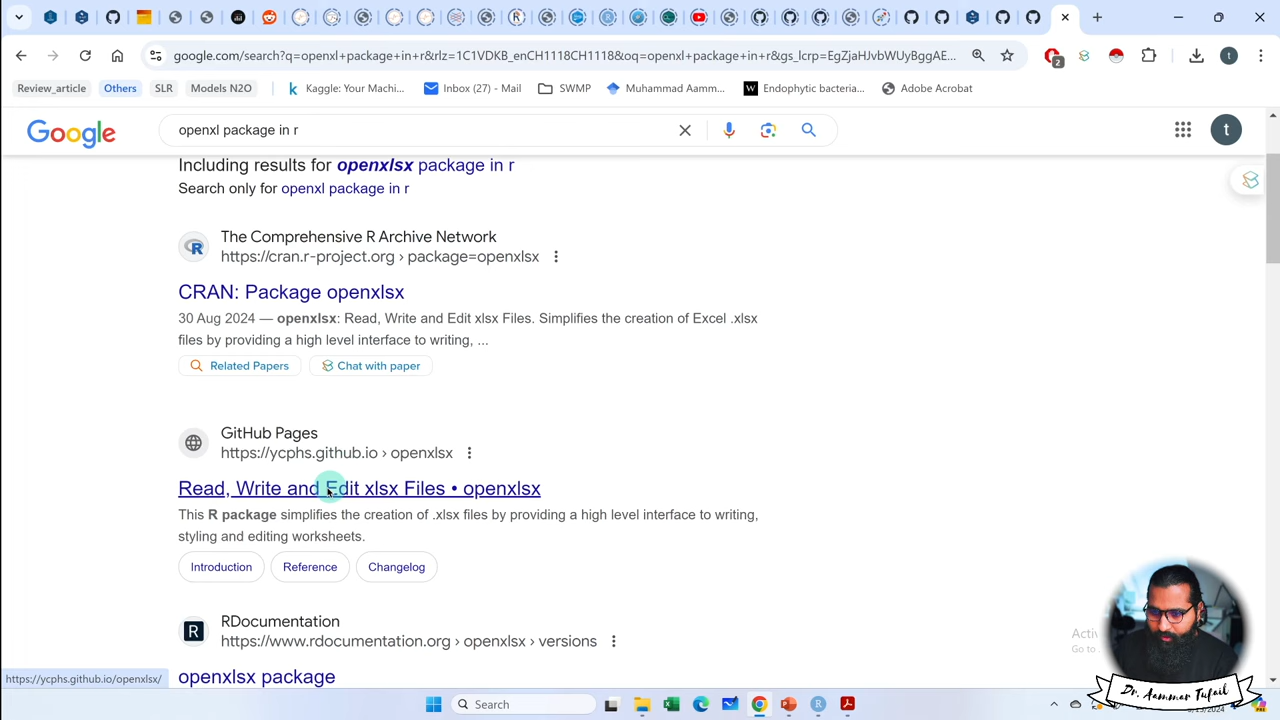 2
google.com/search?q=openxl+package+in+r&rlz=1C1VDKB_enCH1118CH1118&oq=openxl+package+in+r&gs_lcrp=EgZjaHJvbWUyBggAE...
t
Review_article
Others
SLR
Models N2O
Kaggle: Your Machi...
Inbox (27) - Mail
SWMP
Muhammad Aamm...
Endophytic bacteria...
Adobe Acrobat
Google
openxl package in r
t
Including results for openxlsx package in r
Search only for openxl package in r
The Comprehensive R Archive Network
https://cran.r-project.org › package=openxlsx
CRAN: Package openxlsx
30 Aug 2024 — openxlsx: Read, Write and Edit xlsx Files. Simplifies the creation of Excel .xlsx
files by providing a high level interface to writing, ...
Related Papers
Chat with paper
GitHub Pages
https://ycphs.github.io › openxlsx
Read, Write and Edit xlsx Files • openxlsx
This R package simplifies the creation of .xlsx files by providing a high level interface to writing,
styling and editing worksheets.
Introduction
Reference
Changelog
RDocumentation
https://www.rdocumentation.org › openxlsx › versions
openxlsx package
https://ycphs.github.io/openxlsx/
Go to
Dr. Aammar Tufail
Search